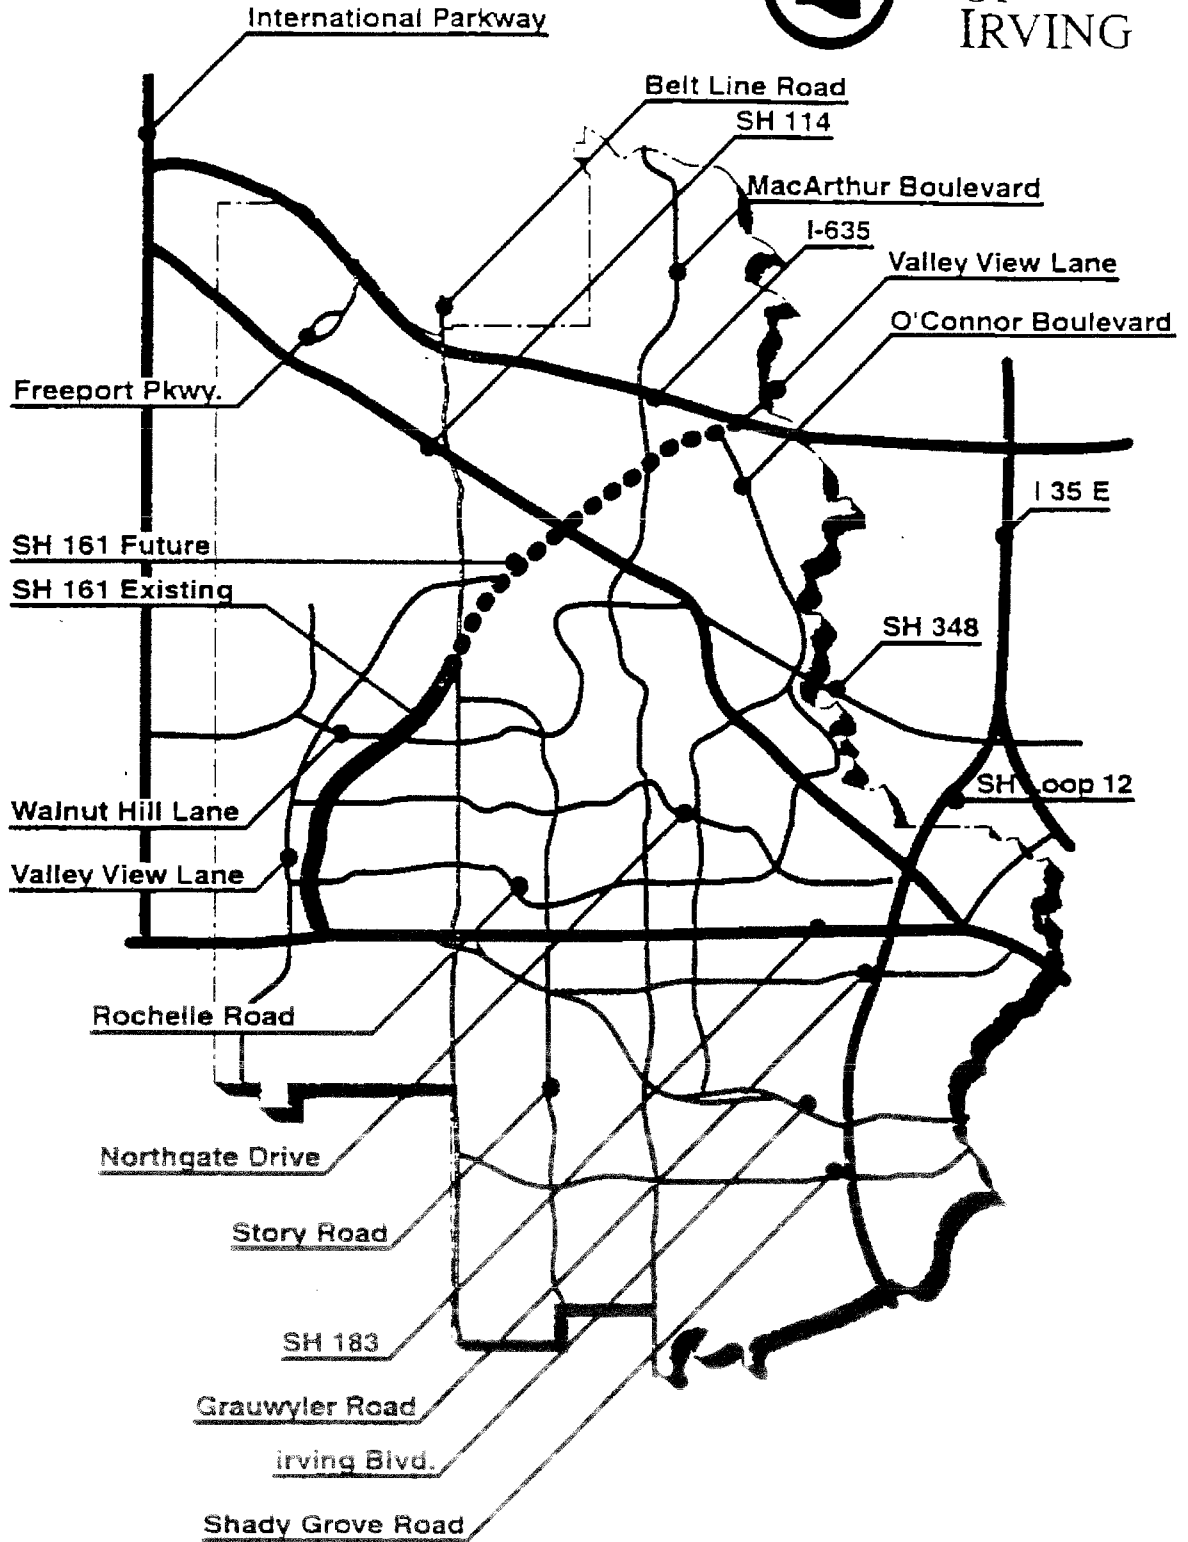 International Parkway
IRVING
Belt Line Road
SH 114
MacArthur Boulevard
I-635
Valley View Lane
O'Connor Boulevard
Freeport Pkwy.
I 35 E
SH 161 Future
SH 161 Existing
SH 348
SH Loop 12
Walnut Hill Lane
Valley View Lane
Rochelle Road
Northgate Drive
Story Road
SH 183
Grauwyler Road
irving Blvd.
Shady Grove Road